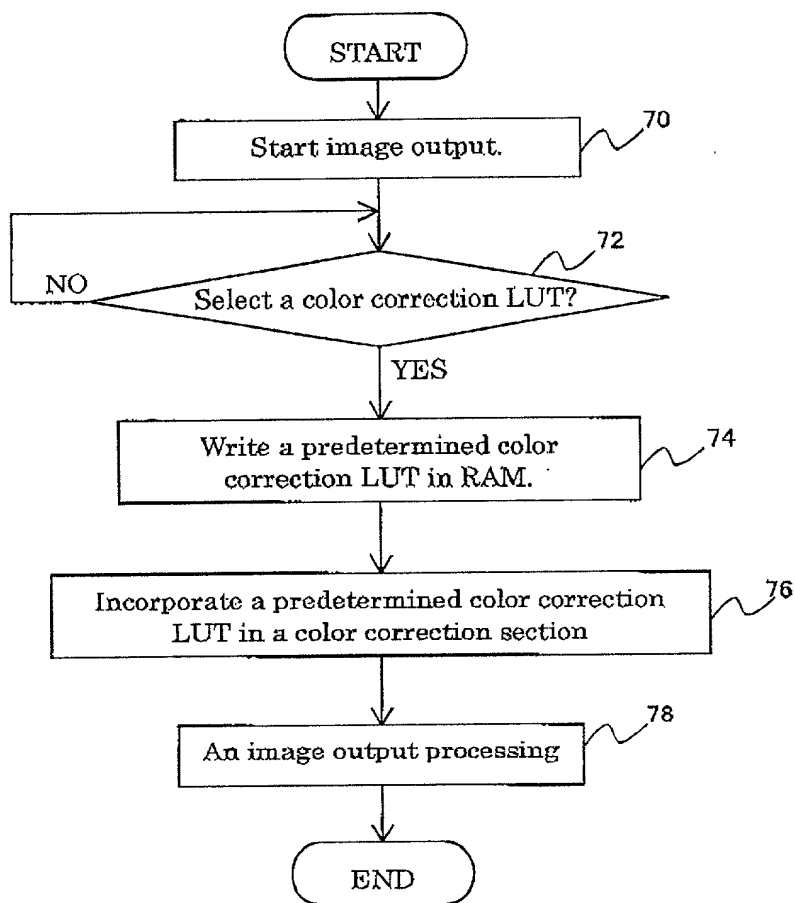 START
Start image output.
70
72
Select a color correction LUT?
NO
YES
Write a predetermined color
correction LUT in RAM.
74
Incorporate a predetermined color correction
LUT in a color correction section
76
An image output processing
78
END